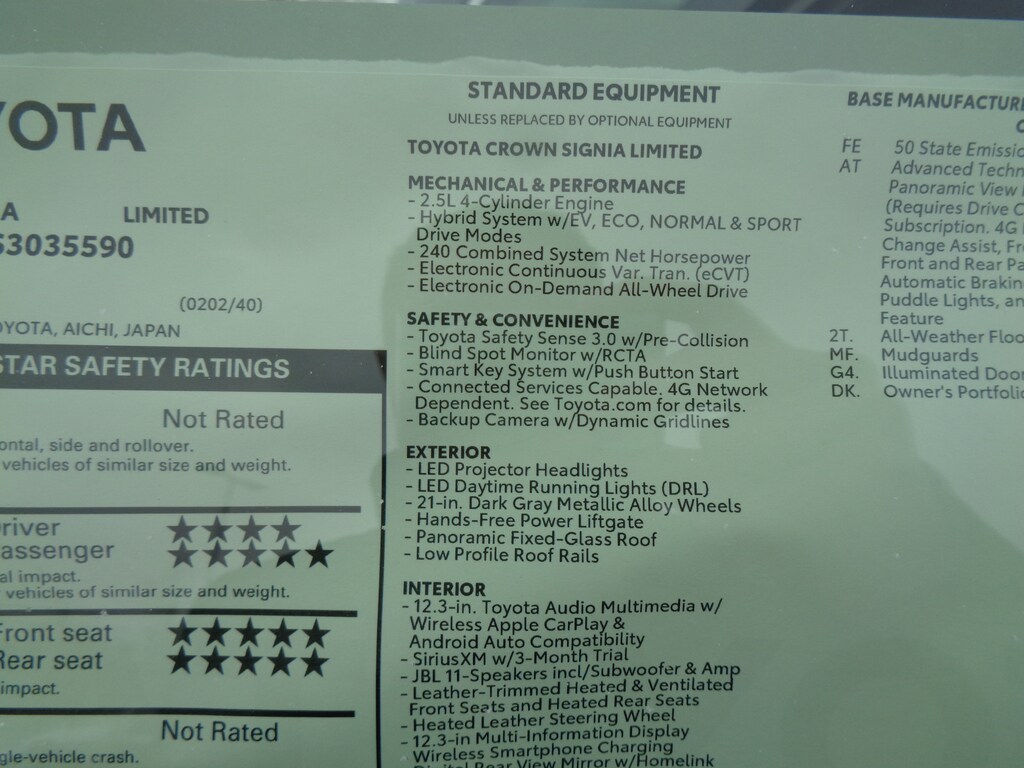 YOTA
A LIMITED
53035590
(0202/40)
OYOTA, AICHI, JAPAN
STAR SAFETY RATINGS
Not Rated
ontal, side and rollover.
vehicles of similar size and weight.
Driver ★★★★
assenger ★★★★★
al impact.
vehicles of similar size and weight.
Front seat ★★★★★
Rear seat ★★★★★
impact.
Not Rated
gle-vehicle crash.
STANDARD EQUIPMENT
UNLESS REPLACED BY OPTIONAL EQUIPMENT
TOYOTA CROWN SIGNIA LIMITED
MECHANICAL & PERFORMANCE
- 2.5L 4-Cylinder Engine
- Hybrid System w/EV, ECO, NORMAL & SPORT
Drive Modes
- 240 Combined System Net Horsepower
- Electronic Continuous Var. Tran. (eCVT)
- Electronic On-Demand All-Wheel Drive
SAFETY & CONVENIENCE
- Toyota Safety Sense 3.0 w/Pre-Collision
- Blind Spot Monitor w/RCTA
- Smart Key System w/Push Button Start
- Connected Services Capable. 4G Network
Dependent. See Toyota.com for details.
- Backup Camera w/Dynamic Gridlines
EXTERIOR
- LED Projector Headlights
- LED Daytime Running Lights (DRL)
- 21-in. Dark Gray Metallic Alloy Wheels
- Hands-Free Power Liftgate
- Panoramic Fixed-Glass Roof
- Low Profile Roof Rails
INTERIOR
- 12.3-in. Toyota Audio Multimedia w/
Wireless Apple CarPlay &
Android Auto Compatibility
- SiriusXM w/3-Month Trial
- JBL 11-Speakers incl/Subwoofer & Amp
- Leather-Trimmed Heated & Ventilated
Front Seats and Heated Rear Seats
- Heated Leather Steering Wheel
- 12.3-in Multi-Information Display
Wireless Smartphone Charging
Digital Rear View Mirror w/Homelink
BASE MANUFACTURE
FE 50 State Emissio
AT Advanced Techn
Panoramic View
(Requires Drive C
Subscription. 4G
Change Assist, Fr
Front and Rear Pa
Automatic Brakin
Puddle Lights, an
Feature
2T. All-Weather Floo
MF. Mudguards
G4. Illuminated Doo
DK. Owner's Portfolio